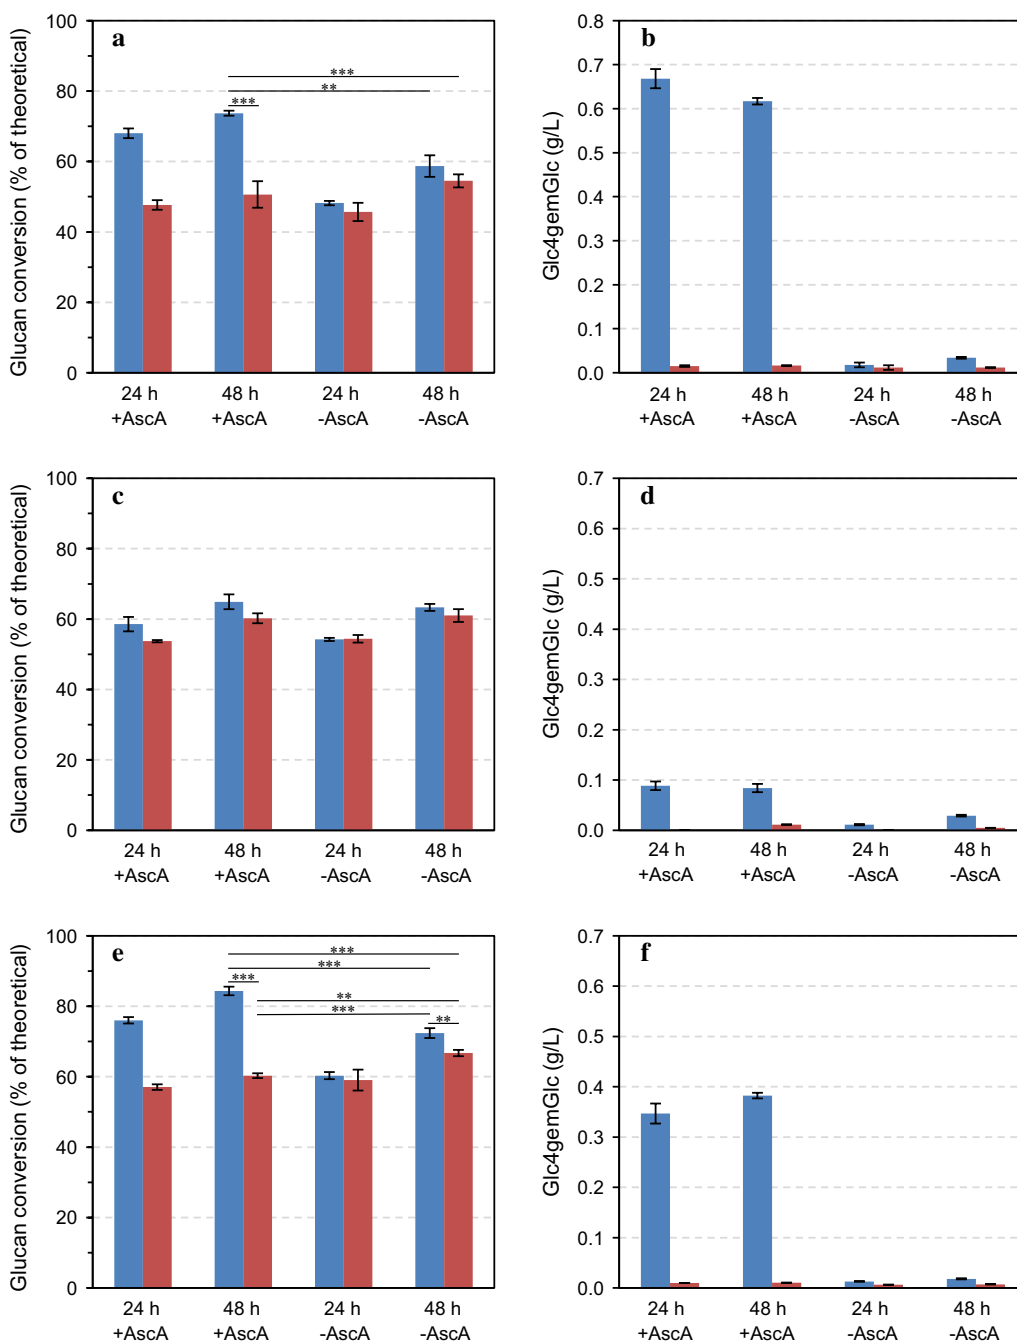 a
Glucan conversion (% of theoretical)
100
80
60
40
20
0
***
**
***
24 h 48 h 24 h 48 h
+AscA +AscA -AscA -AscA
b
Glc4gemGlc (g/L)
0.8
0.7
0.6
0.5
0.4
0.3
0.2
0.1
0.0
24 h 48 h 24 h 48 h
+AscA +AscA -AscA -AscA
c
Glucan conversion (% of theoretical)
100
80
60
40
20
0
24 h 48 h 24 h 48 h
+AscA +AscA -AscA -AscA
d
Glc4gemGlc (g/L)
0.7
0.6
0.5
0.4
0.3
0.2
0.1
0.0
24 h 48 h 24 h 48 h
+AscA +AscA -AscA -AscA
e
Glucan conversion (% of theoretical)
100
80
60
40
20
0
***
***
***
**
***
**
24 h 48 h 24 h 48 h
+AscA +AscA -AscA -AscA
f
Glc4gemGlc (g/L)
0.7
0.6
0.5
0.4
0.3
0.2
0.1
0.0
24 h 48 h 24 h 48 h
+AscA +AscA -AscA -AscA